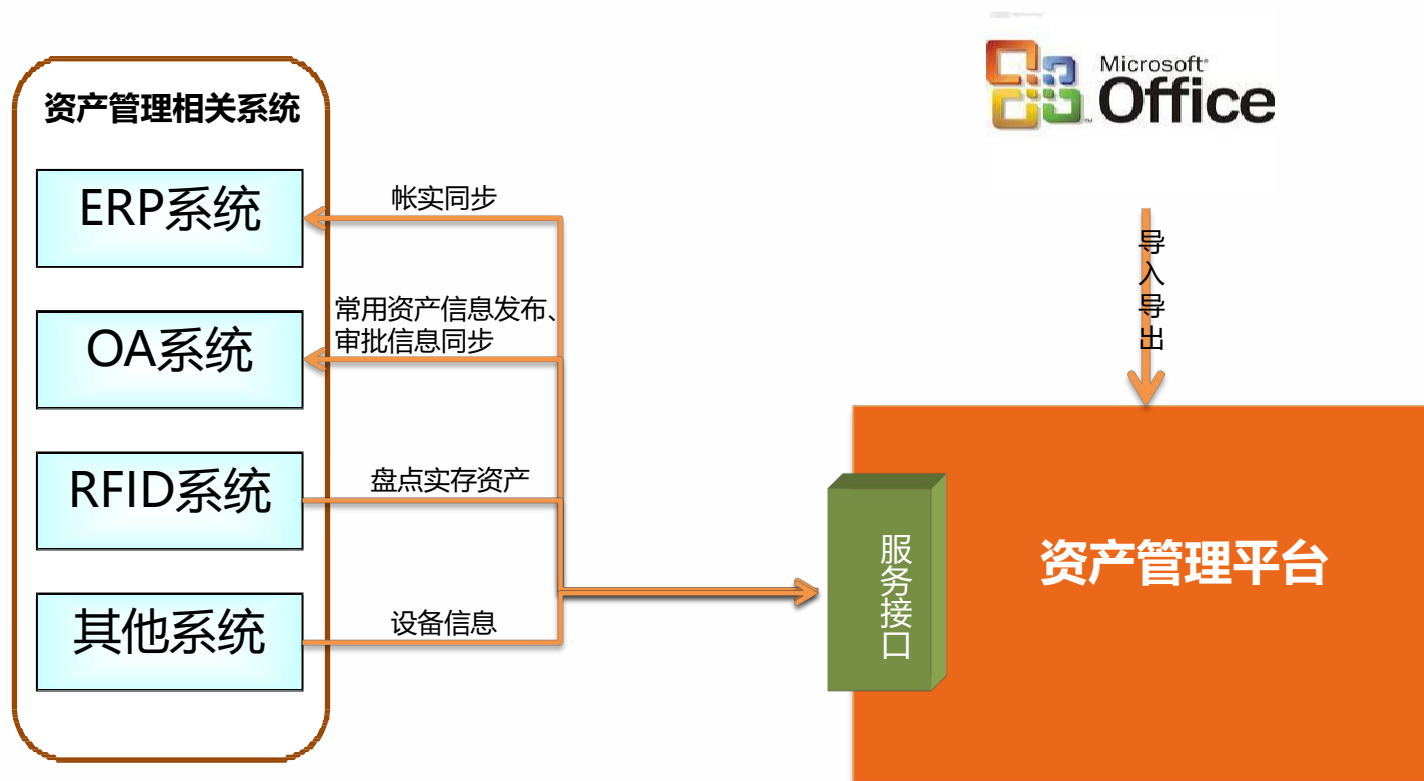 Microsoft
Office
资产管理相关系统
ERP系统
帐实同步
导入导出
常用资产信息发布、
审批信息同步
OA系统
RFID系统
盘点实存资产
服务接口
资产管理平台
其他系统
设备信息